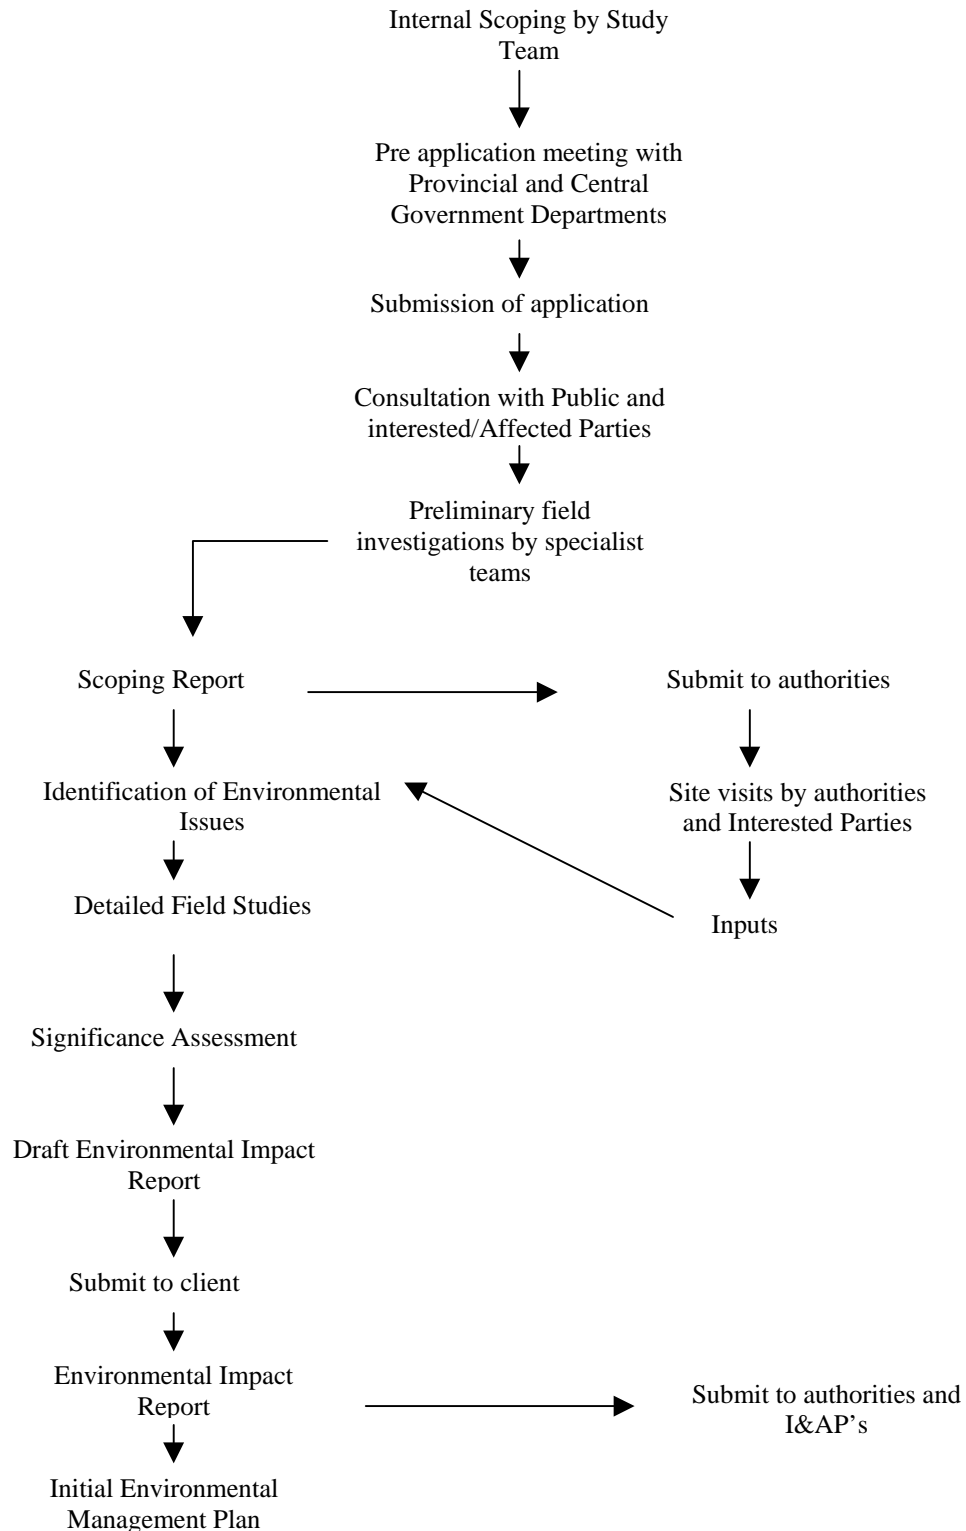 Internal Scoping by Study
Team
Pre application meeting with
Provincial and Central
Government Departments
Submission of application
Consultation with Public and
interested/Affected Parties
Preliminary field
investigations by specialist
teams
Scoping Report
Submit to authorities
Identification of Environmental
Issues
Site visits by authorities
and Interested Parties
Detailed Field Studies
Inputs
Significance Assessment
Draft Environmental Impact
Report
Submit to client
Environmental Impact
Report
Submit to authorities and
I&AP's
Initial Environmental
Management Plan